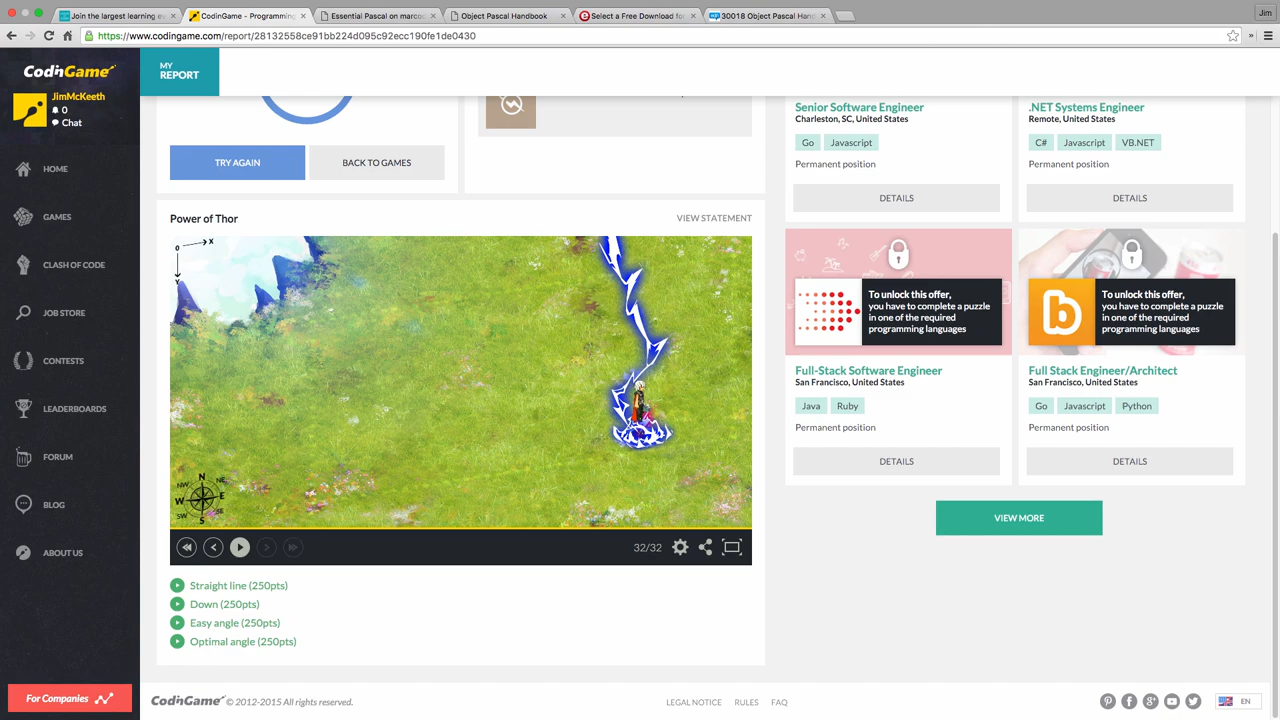 Join the largest learning e
CodinGame - Programming
Essential Pascal on marcoc
Object Pascal Handbook
Select a Free Download for
30018 Object Pascal Hand
Jim
https://www.codingame.com/report/28132558ce91bb224d095c92ecc190fe1de0430
CodinGame
JimMcKeeth
0
Chat
HOME
GAMES
CLASH OF CODE
JOB STORE
CONTESTS
LEADERBOARDS
FORUM
BLOG
ABOUT US
For Companies
MY
REPORT
TRY AGAIN
BACK TO GAMES
Power of Thor
VIEW STATEMENT
0
X
Y
N
NE
E
SE
S
SW
W
NW
32/32
Straight line (250pts)
Down (250pts)
Easy angle (250pts)
Optimal angle (250pts)
Senior Software Engineer
Charleston, SC, United States
Go
Javascript
Permanent position
DETAILS
.NET Systems Engineer
Remote, United States
C#
Javascript
VB.NET
Permanent position
DETAILS
To unlock this offer,
you have to complete a puzzle
in one of the required
programming languages
Full-Stack Software Engineer
San Francisco, United States
Java
Ruby
Permanent position
DETAILS
b
To unlock this offer,
you have to complete a puzzle
in one of the required
programming languages
Full Stack Engineer/Architect
San Francisco, United States
Go
Javascript
Python
Permanent position
DETAILS
VIEW MORE
CodinGame © 2012-2015 All rights reserved.
LEGAL NOTICE
RULES
FAQ
EN